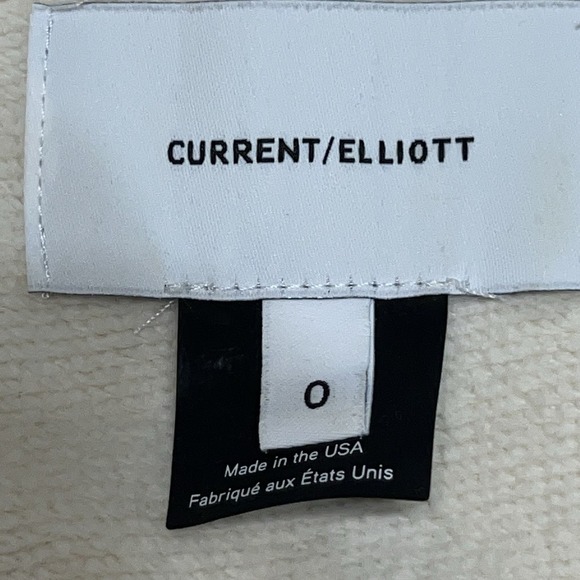 CURRENT/ELLIOTT
0
Made in the USA
Fabriqué aux États Unis